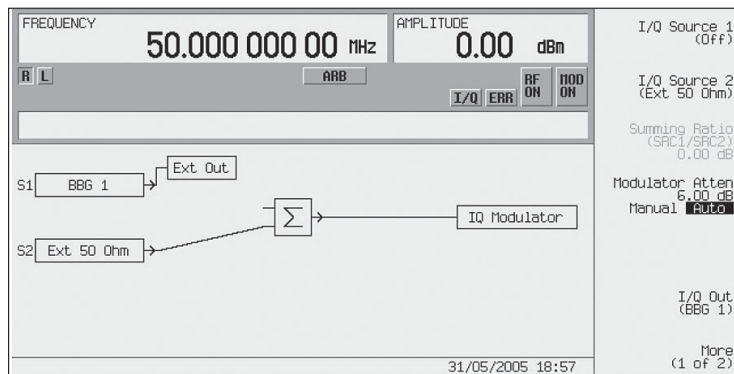 FREQUENCY
50.000 000 00 MHz
AMPLITUDE
0.00 dBm
R L
ARB
I/Q ERR
RF ON
MOD ON
S1 BBG 1
Ext Out
Σ
IQ Modulator
S2 Ext 50 Ohm
31/05/2005 18:57
I/Q Source 1
(Off)
I/Q Source 2
(Ext 50 Ohm)
Summing Ratio
(SRC1/SRC2)
0.00 dB
Modulator Atten
6.00 dB
Manual Auto
I/Q Out
(BBG 1)
More
(1 of 2)